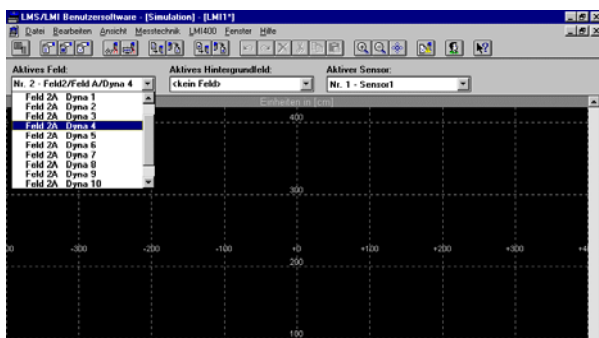 LMS/LMI Benutzersoftware - [Simulation] - [LMI1*]
Datei Bearbeiten Ansicht Messtechnik LMI400 Fenster Hilfe
Aktives Feld: Aktives Hintergrundfeld: Aktiver Sensor:
Nr. 2 - Feld2/Feld A/Dyna 4 <kein Feld> Nr. 1 - Sensor1
Feld 2A Dyna 1
Feld 2A Dyna 2
Feld 2A Dyna 3
Feld 2A Dyna 4
Feld 2A Dyna 5
Feld 2A Dyna 6
Feld 2A Dyna 7
Feld 2A Dyna 8
Feld 2A Dyna 9
Feld 2A Dyna 10
Einheiten in [cm]
400
300
-300 -200 -100 +0 +100 +200 +300
200
100